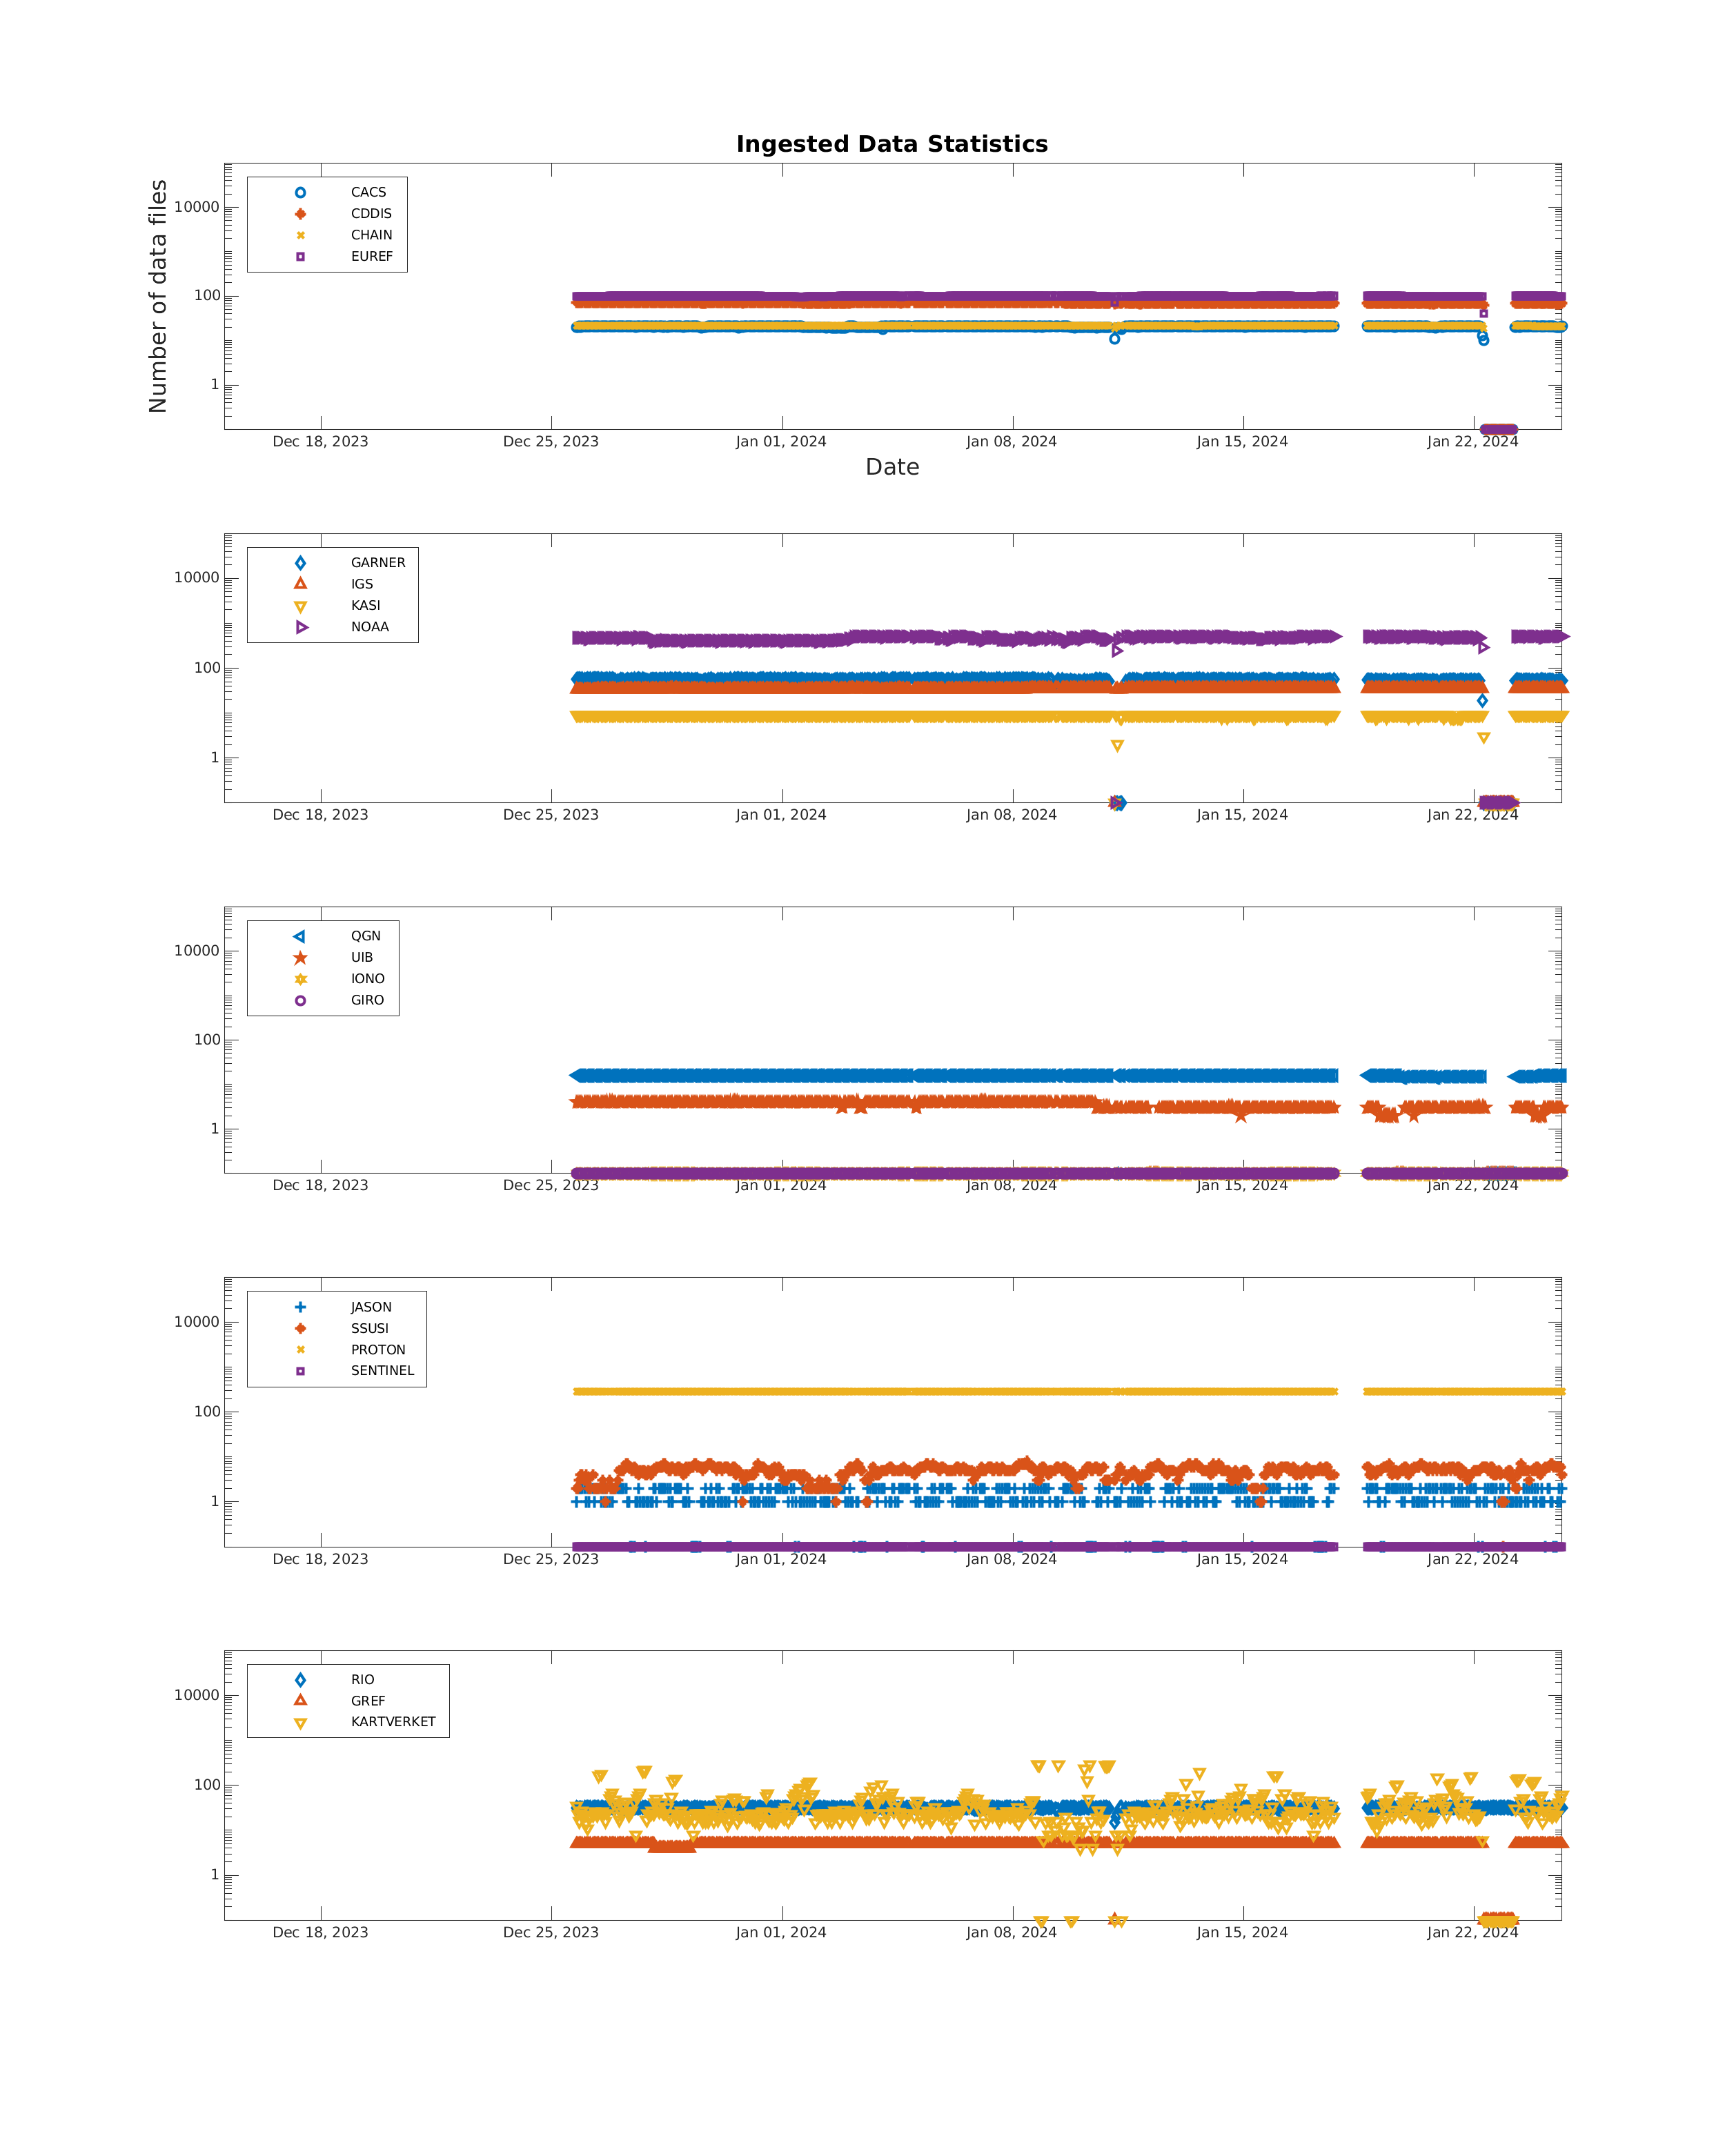 Ingested Data Statistics
Number of data files
10000
100
1
CACS
CDDIS
CHAIN
EUREF
Dec 18, 2023 Dec 25, 2023 Jan 01, 2024 Jan 08, 2024 Jan 15, 2024 Jan 22, 2024
Date
10000
100
1
GARNER
IGS
KASI
NOAA
Dec 18, 2023 Dec 25, 2023 Jan 01, 2024 Jan 08, 2024 Jan 15, 2024 Jan 22, 2024
10000
100
1
QGN
UIB
IONO
GIRO
Dec 18, 2023 Dec 25, 2023 Jan 01, 2024 Jan 08, 2024 Jan 15, 2024 Jan 22, 2024
10000
100
1
JASON
SSUSI
PROTON
SENTINEL
Dec 18, 2023 Dec 25, 2023 Jan 01, 2024 Jan 08, 2024 Jan 15, 2024 Jan 22, 2024
10000
100
1
RIO
GREF
KARTVERKET
Dec 18, 2023 Dec 25, 2023 Jan 01, 2024 Jan 08, 2024 Jan 15, 2024 Jan 22, 2024